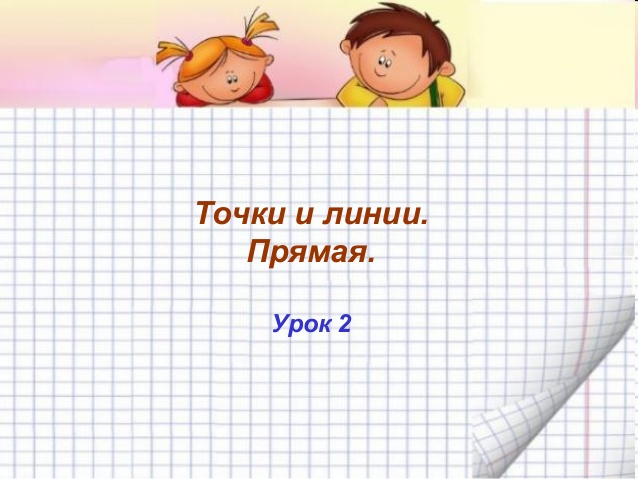 Точки и линии.
Прямая.
Урок 2